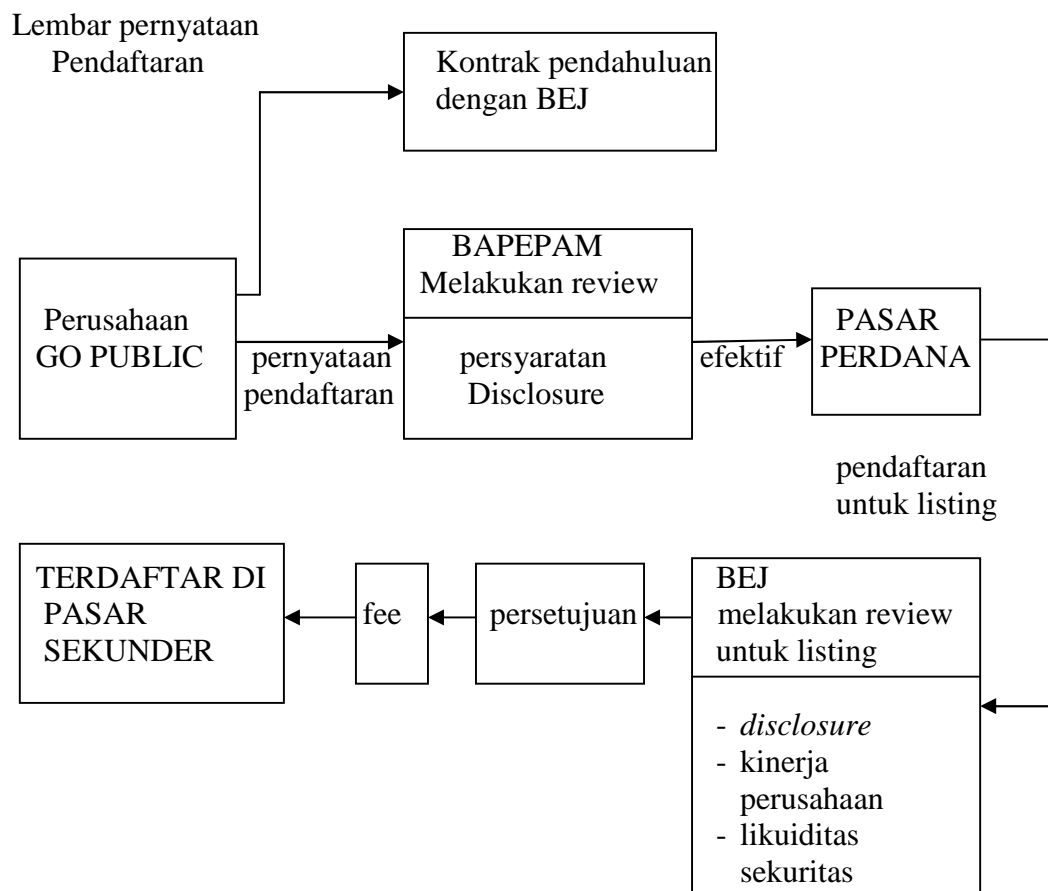 Lembar pernyataan
Pendaftaran
Kontrak pendahuluan
dengan BEJ
BAPEPAM
Melakukan review
Perusahaan
GO PUBLIC
pernyataan
pendaftaran
persyaratan
Disclosure
efektif
PASAR
PERDANA
pendaftaran
untuk listing
TERDAFTAR DI
PASAR
SEKUNDER
fee
persetujuan
BEJ
melakukan review
untuk listing
- disclosure
- kinerja
perusahaan
- likuiditas
sekuritas